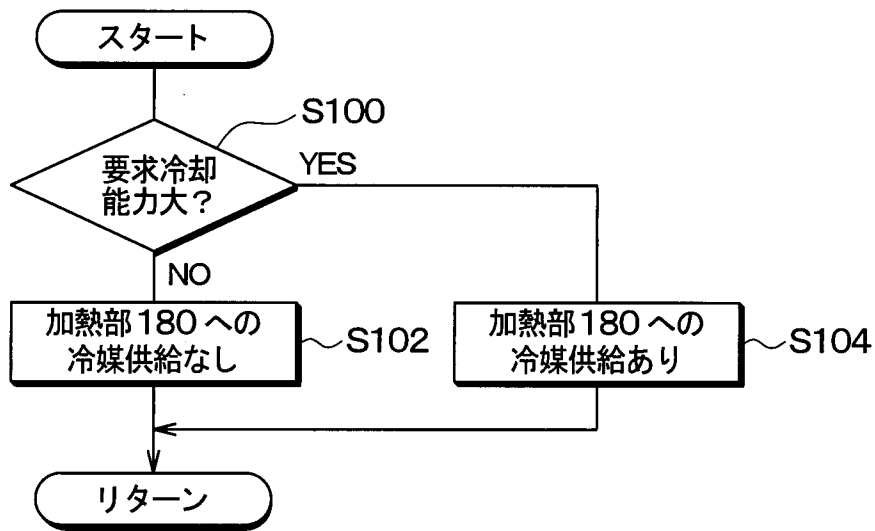 スタート
S100
要求冷却
能力大?
YES
NO
加熱部180への
冷媒供給なし
S102
加熱部180への
冷媒供給あり
S104
リターン